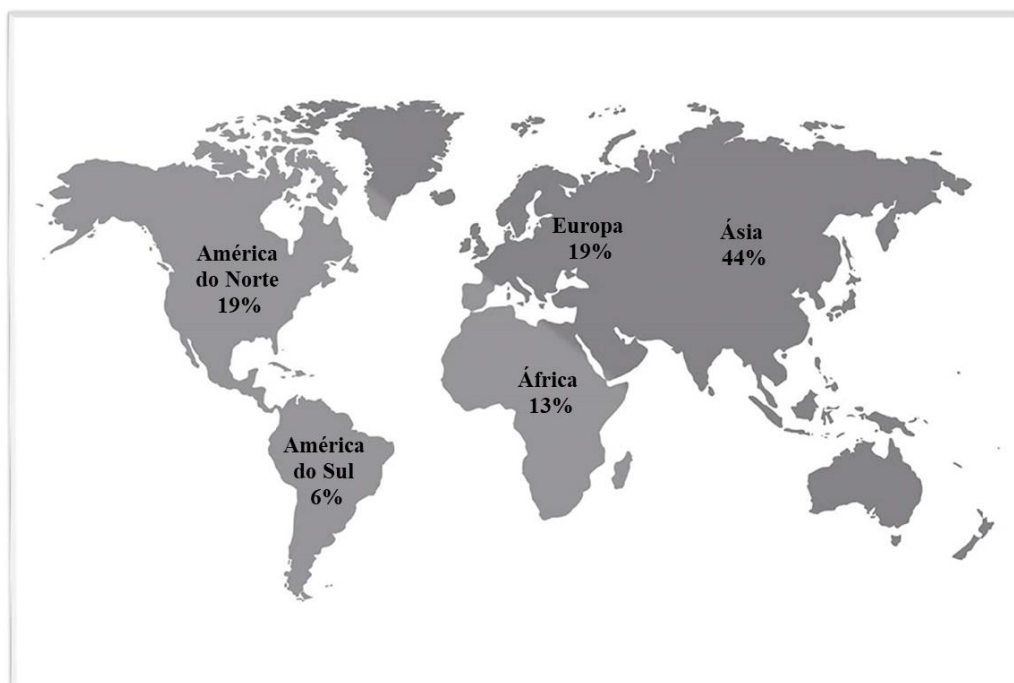 América
do Norte
19%
Europa
19%
Ásia
44%
África
13%
América
do Sul
6%